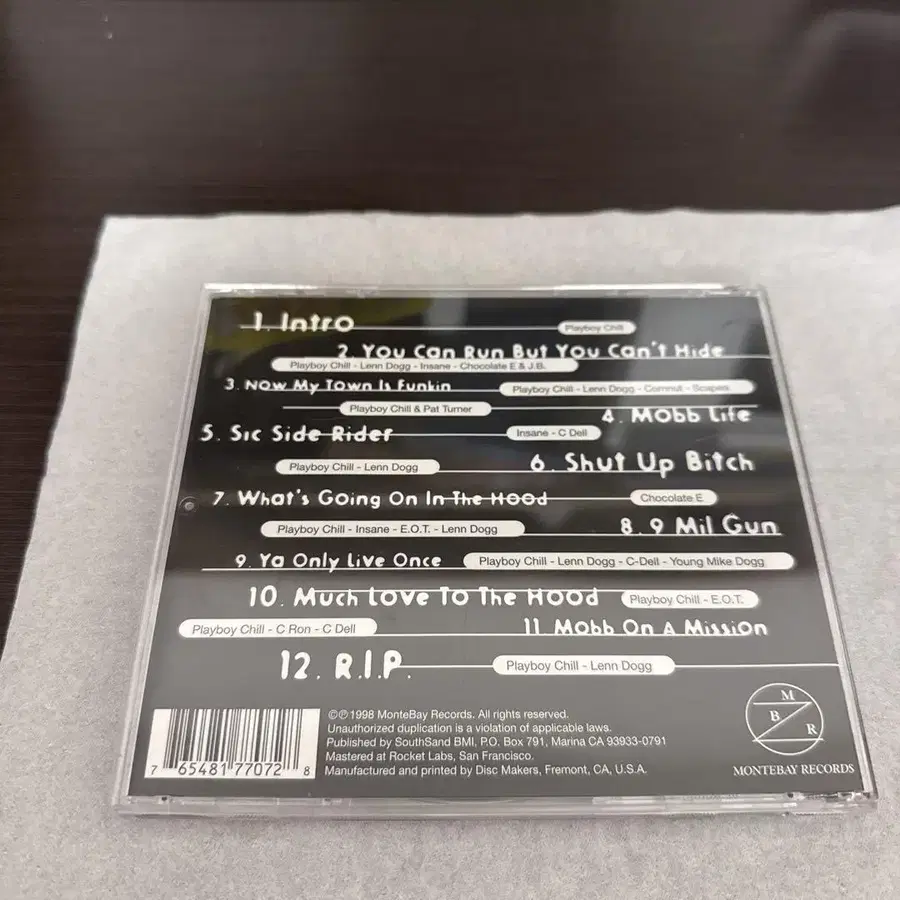 1. Intro Playboy Chill
2. You Can Run But You Can't Hide
Playboy Chill - Lenn Dogg - Insane - Chocolate E & J.B.
3. Now My Town Is Funkin Playboy Chill - Lenn Dogg - Cornnut - Scapes
Playboy Chill & Pat Turner 4. Mobb Life
5. Sic Side Rider Insane - C Dell
Playboy Chill - Lenn Dogg 6. Shut Up Bitch
7. What's Going On In The Hood Chocolate E
Playboy Chill - Insane - E.O.T. - Lenn Dogg 8. 9 Mil Gun
9. Ya Only Live Once Playboy Chill - Lenn Dogg - C-Dell - Young Mike Dogg
10. Much Love To The Hood Playboy Chill - E.O.T.
Playboy Chill - C Ron - C Dell 11 Mobb On A Mission
12. R.I.P. Playboy Chill - Lenn Dogg
©℗ 1998 MonteBay Records. All rights reserved.
Unauthorized duplication is a violation of applicable laws.
Published by SouthSand BMI, P.O. Box 791, Marina CA 93933-0791
Mastered at Rocket Labs, San Francisco.
Manufactured and printed by Disc Makers, Fremont, CA, U.S.A.
7 65481 77072 8
M
B R
MONTEBAY RECORDS